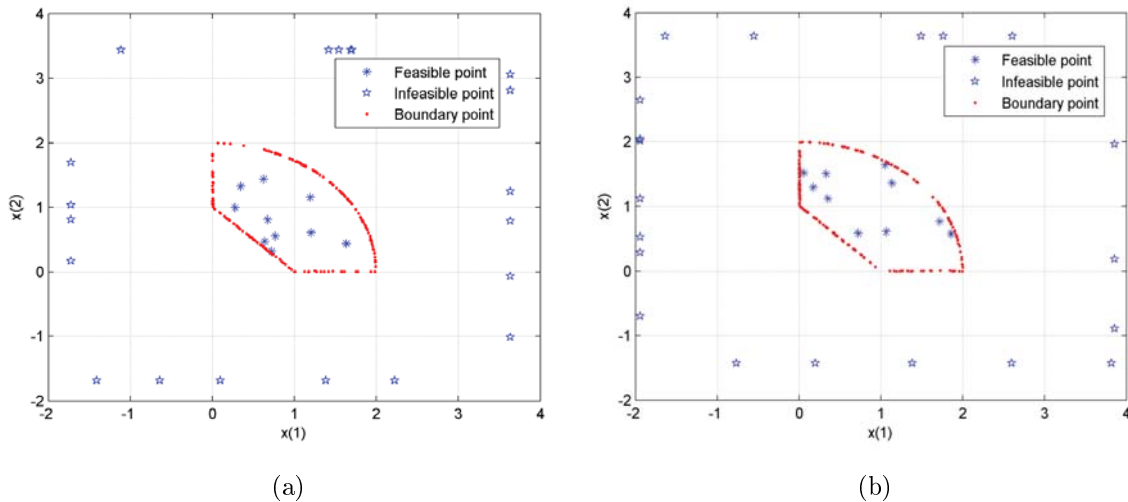 4
3
2
1
0
-1
-2
-2
-1
0
1
2
3
4
x(2)
x(1)
Feasible point
Infeasible point
Boundary point
(a)
4
3
2
1
0
-1
-2
-2
-1
0
1
2
3
4
x(2)
x(1)
Feasible point
Infeasible point
Boundary point
(b)